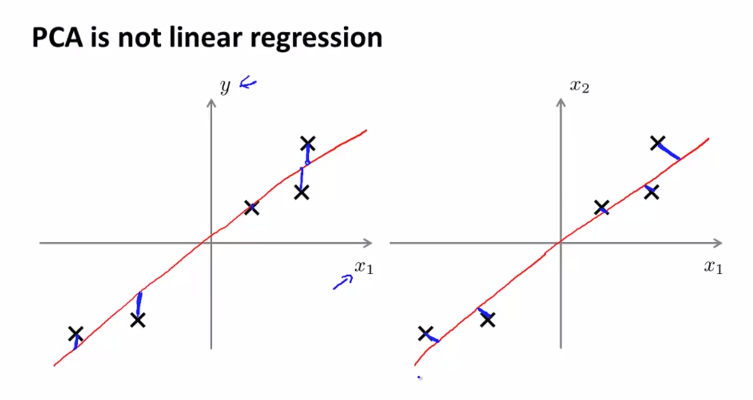 PCA is not linear regression
y
x₁
x₂
x₁